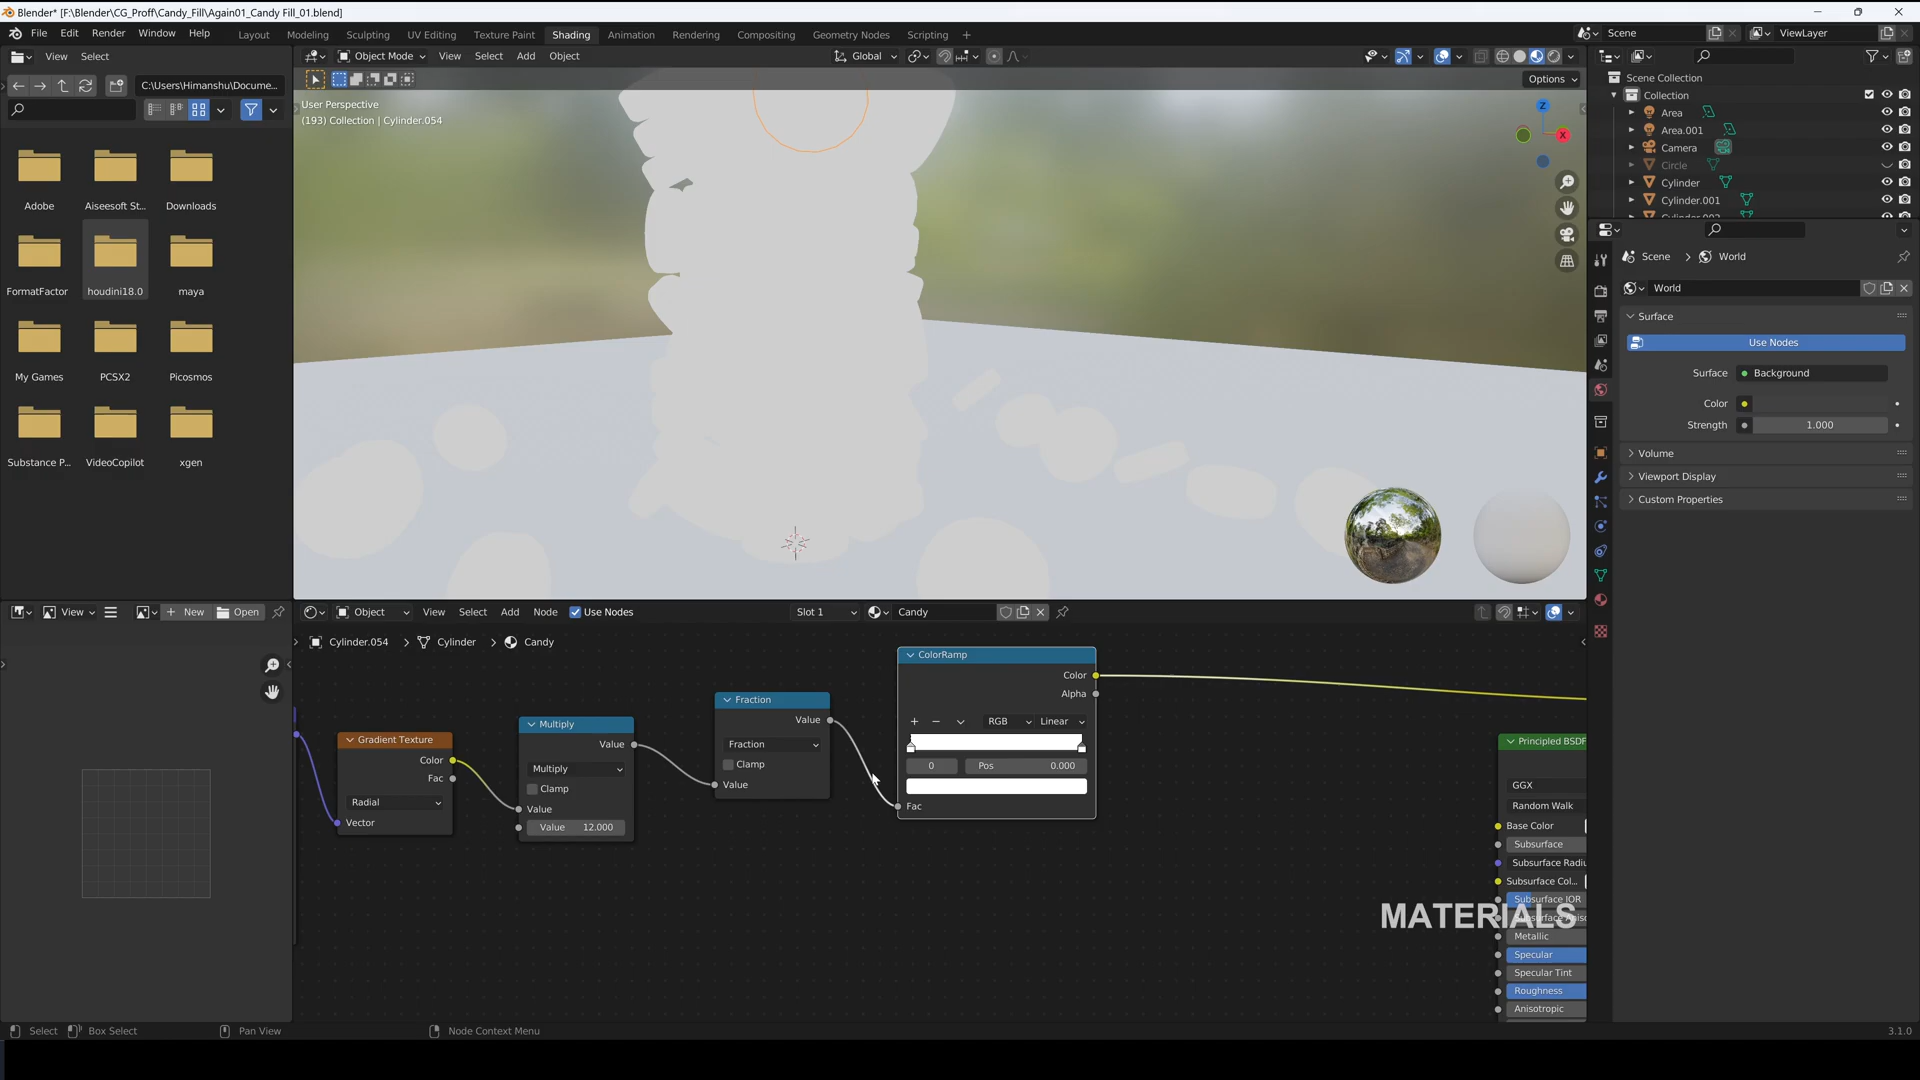 Blender* [F:\Blender\CG_Proff\Candy_Fill\Again01_Candy Fill_01.blend]
File Edit Render Window Help
Layout Modeling Sculpting UV Editing Texture Paint Shading Animation Rendering Compositing Geometry Nodes Scripting
Scene
ViewLayer
View Select
Object Mode View Select Add Object
Global
C:\Users\Himanshu\Docume...
Options
User Perspective
(193) Collection | Cylinder.054
Z
X
Adobe Aiseesoft St... Downloads
FormatFactor houdini18.0 maya
My Games PCSX2 Picosmos
Substance P... VideoCopilot xgen
Scene Collection
Collection
Area
Area.001
Camera
Circle
Cylinder
Cylinder.001
Cylinder.002
Scene > World
World
Surface
Use Nodes
Surface Background
Color
Strength 1.000
Volume
Viewport Display
Custom Properties
View New Open
Object View Select Add Node Use Nodes Slot 1 Candy
Cylinder.054 > Cylinder > Candy
Gradient Texture
Color
Fac
Radial
Vector
Multiply
Value
Multiply
Clamp
Value
Value 12.000
Fraction
Value
Fraction
Clamp
Value
ColorRamp
Color
Alpha
RGB Linear
0 Pos 0.000
Fac
Principled BSDF
GGX
Random Walk
Base Color
Subsurface
Subsurface Radiu
Subsurface Col...
Subsurface IOR
Subsurface Aniso
Metallic
Specular
Specular Tint
Roughness
Anisotropic
MATERIALS
Select Box Select Pan View Node Context Menu
3.1.0